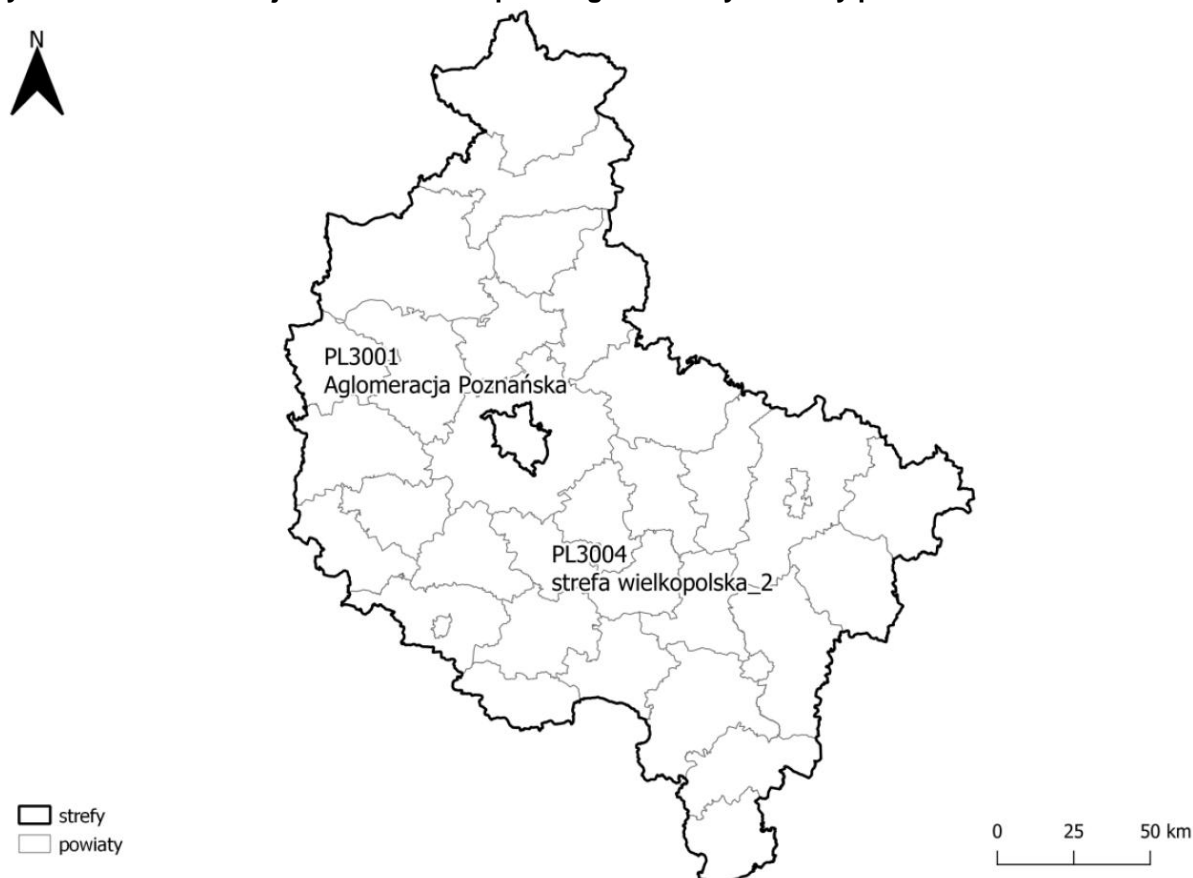 N
PL3001
Aglomeracja Poznańska
PL3004
strefa wielkopolska_2
strefy
powiaty
0 25 50 km